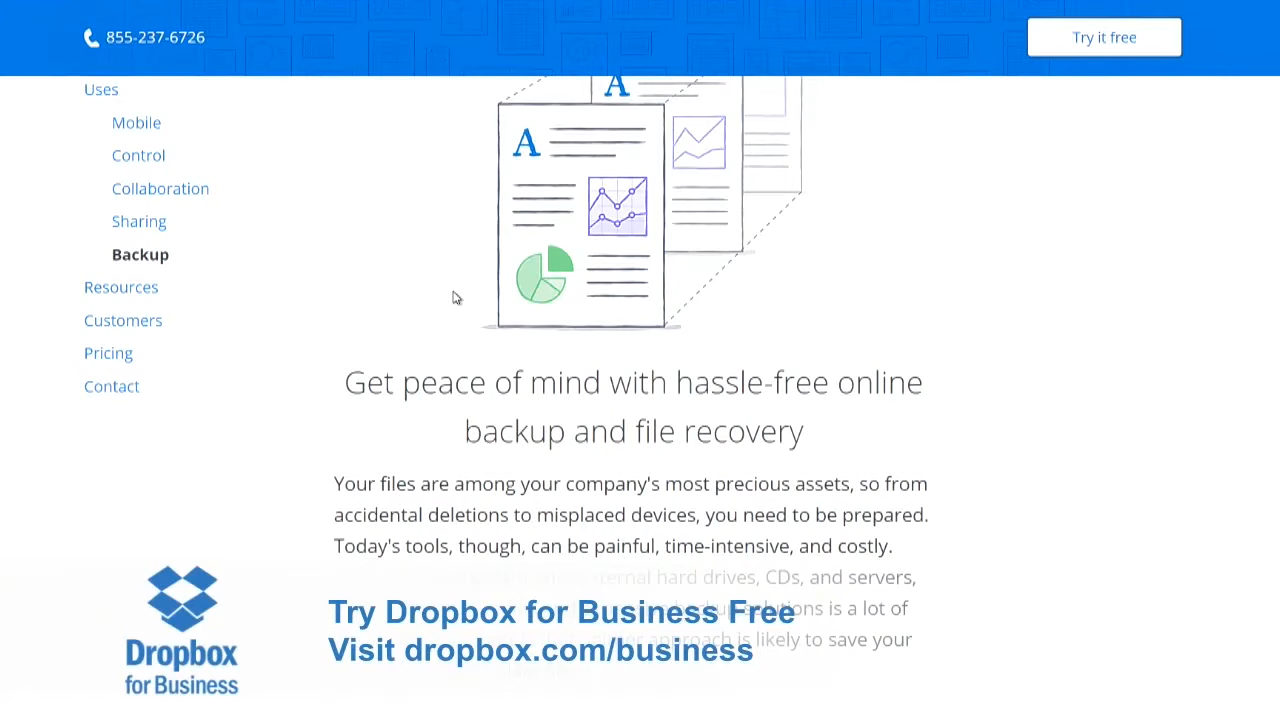 855-237-6726
Try it free
Uses
Mobile
Control
Collaboration
Sharing
Backup
Resources
Customers
Pricing
Contact
A
A
Get peace of mind with hassle-free online
backup and file recovery
Your files are among your company's most precious assets, so from
accidental deletions to misplaced devices, you need to be prepared.
Today's tools, though, can be painful, time-intensive, and costly.
hard drives, CDs, and servers,
solutions is a lot of
approach is likely to save your
Try Dropbox for Business Free
Visit dropbox.com/business
Dropbox
for Business